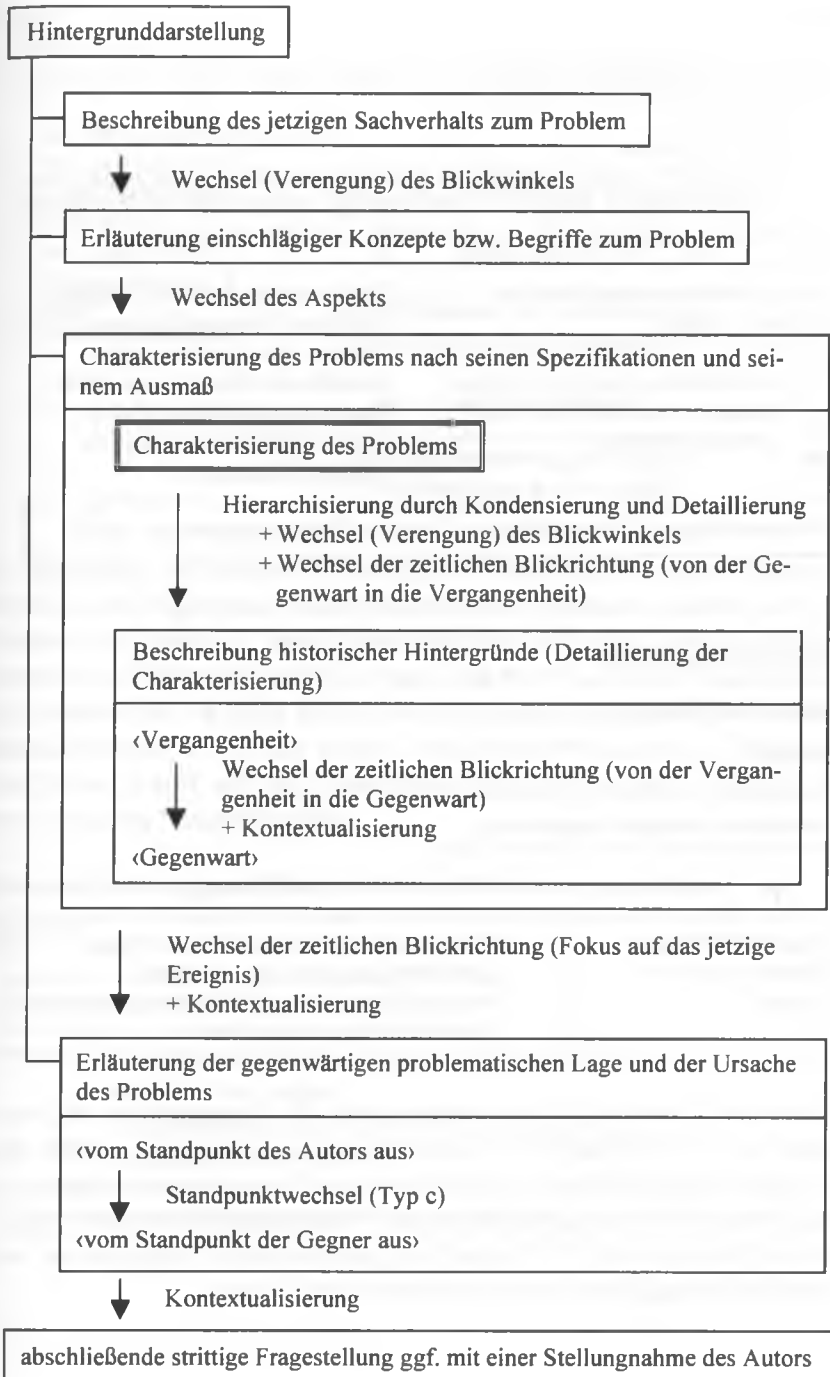 Hintergrunddarstellung
Beschreibung des jetzigen Sachverhalts zum Problem
Wechsel (Verengung) des Blickwinkels
Erläuterung einschlägiger Konzepte bzw. Begriffe zum Problem
Wechsel des Aspekts
Charakterisierung des Problems nach seinen Spezifikationen und sei-
nem Ausmaß
Charakterisierung des Problems
Hierarchisierung durch Kondensierung und Detaillierung
+ Wechsel (Verengung) des Blickwinkels
+ Wechsel der zeitlichen Blickrichtung (von der Ge-
genwart in die Vergangenheit)
Beschreibung historischer Hintergründe (Detaillierung der
Charakterisierung)
‹Vergangenheit›
Wechsel der zeitlichen Blickrichtung (von der Vergan-
genheit in die Gegenwart)
+ Kontextualisierung
‹Gegenwart›
Wechsel der zeitlichen Blickrichtung (Fokus auf das jetzige
Ereignis)
+ Kontextualisierung
Erläuterung der gegenwärtigen problematischen Lage und der Ursache
des Problems
‹vom Standpunkt des Autors aus›
Standpunktwechsel (Typ c)
‹vom Standpunkt der Gegner aus›
Kontextualisierung
abschließende strittige Fragestellung ggf. mit einer Stellungnahme des Autors